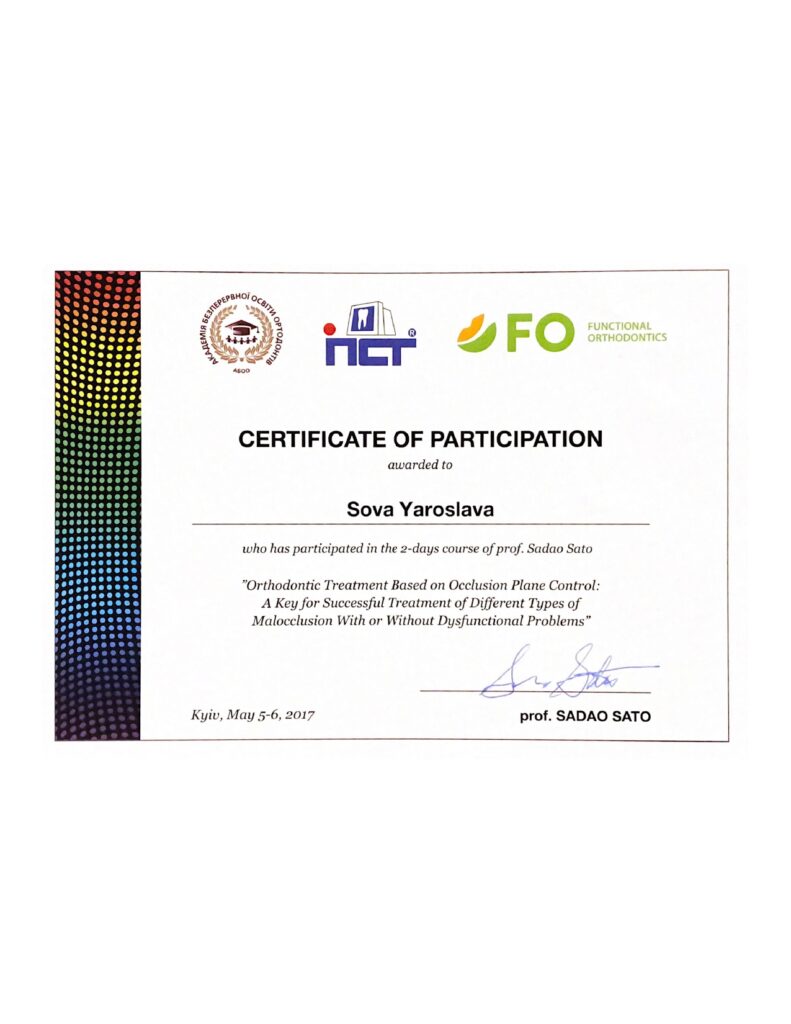 АКАДЕМІЯ БЕЗПЕРЕРВНОЇ ОСВІТИ ОРТОДОНТІВ
АБОО
ПСТ®
FO FUNCTIONAL
ORTHODONTICS
CERTIFICATE OF PARTICIPATION
awarded to
Sova Yaroslava
who has participated in the 2-days course of prof. Sadao Sato
"Orthodontic Treatment Based on Occlusion Plane Control:
A Key for Successful Treatment of Different Types of
Malocclusion With or Without Dysfunctional Problems"
Sadao Sato
Kyiv, May 5-6, 2017
prof. SADAO SATO